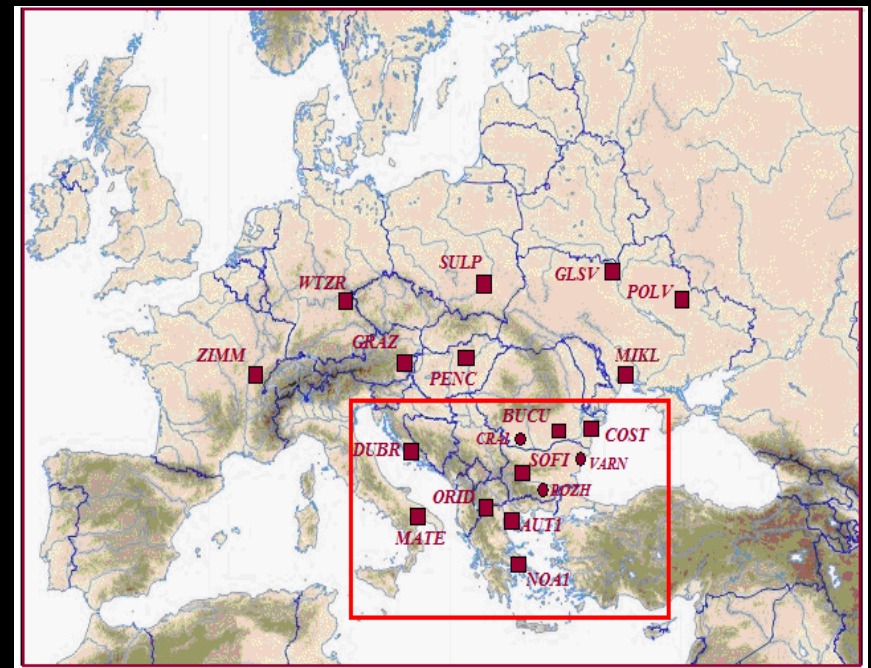 SULP
GLSV
WTZR
POLV
GRAZ
ZIMM
PENC
MIKL
BUCU
COST
CRAI
DUBR
SOFI
VARN
ROZH
ORID
AUT1
MATE
NOA1